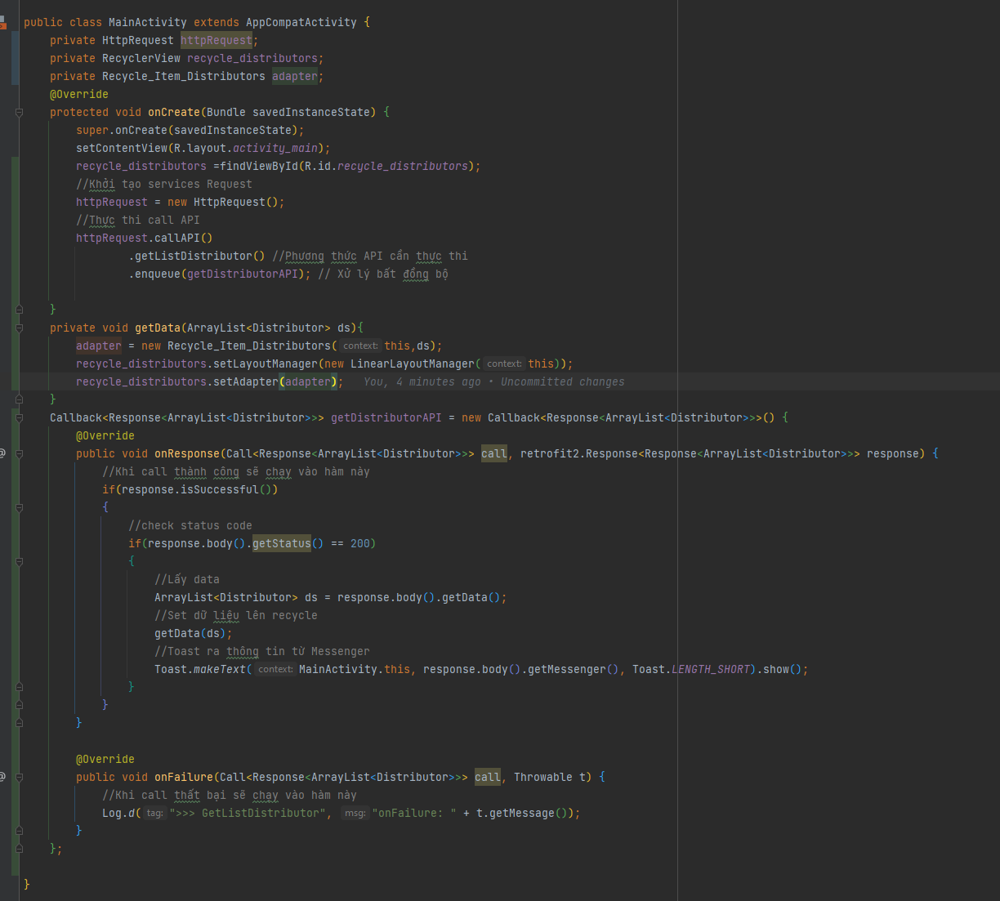 public class MainActivity extends AppCompatActivity {
private HttpRequest httpRequest;
private RecyclerView recycle_distributors;
private Recycle_Item_Distributors adapter;
@Override
protected void onCreate(Bundle savedInstanceState) {
super.onCreate(savedInstanceState);
setContentView(R.layout.activity_main);
recycle_distributors =findViewById(R.id.recycle_distributors);
//Khởi tạo services Request
httpRequest = new HttpRequest();
//Thực thi call API
httpRequest.callAPI()
.getListDistributor() //Phương thức API cần thực thi
.enqueue(getDistributorAPI); // Xử lý bất đồng bộ
}
private void getData(ArrayList<Distributor> ds){
adapter = new Recycle_Item_Distributors( context: this,ds);
recycle_distributors.setLayoutManager(new LinearLayoutManager( context: this));
recycle_distributors.setAdapter(adapter); You, 4 minutes ago • Uncommitted changes
}
Callback<Response<ArrayList<Distributor>>> getDistributorAPI = new Callback<Response<ArrayList<Distributor>>>() {
@Override
public void onResponse(Call<Response<ArrayList<Distributor>>> call, retrofit2.Response<Response<ArrayList<Distributor>>> response) {
//Khi call thành công sẽ chạy vào hàm này
if(response.isSuccessful())
{
//check status code
if(response.body().getStatus() == 200)
{
//Lấy data
ArrayList<Distributor> ds = response.body().getData();
//Set dữ liệu lên recycle
getData(ds);
//Toast ra thông tin từ Messenger
Toast.makeText( context: MainActivity.this, response.body().getMessenger(), Toast.LENGTH_SHORT).show();
}
}
}
@Override
public void onFailure(Call<Response<ArrayList<Distributor>>> call, Throwable t) {
//Khi call thất bại sẽ chạy vào hàm này
Log.d( tag: ">>> GetListDistributor", msg: "onFailure: " + t.getMessage());
}
};
}